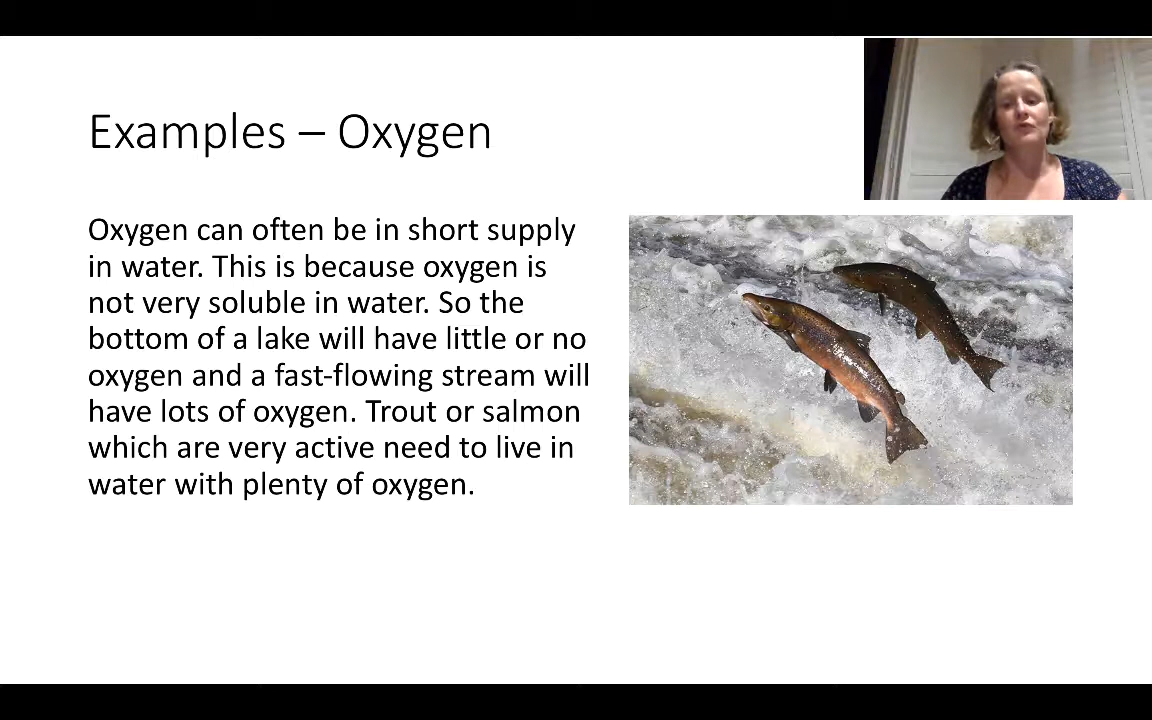 Examples – Oxygen
Oxygen can often be in short supply
in water. This is because oxygen is
not very soluble in water. So the
bottom of a lake will have little or no
oxygen and a fast-flowing stream will
have lots of oxygen. Trout or salmon
which are very active need to live in
water with plenty of oxygen.